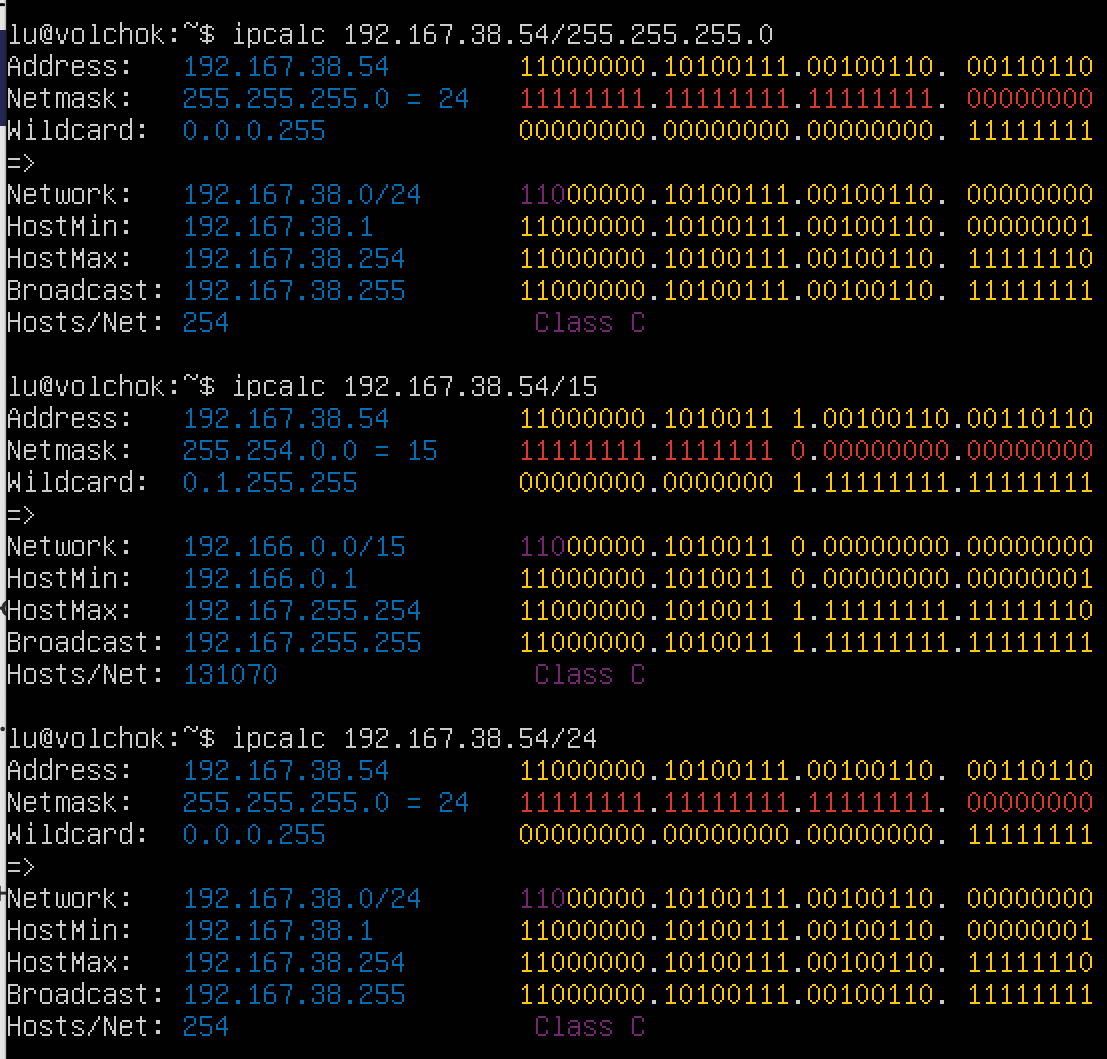 lu@volchok:~$ ipcalc 192.167.38.54/255.255.255.0
Address:   192.167.38.54         11000000.10100111.00100110. 00110110
Netmask:   255.255.255.0 = 24    11111111.11111111.11111111. 00000000
Wildcard:  0.0.0.255             00000000.00000000.00000000. 11111111
=>
Network:   192.167.38.0/24       11000000.10100111.00100110. 00000000
HostMin:   192.167.38.1          11000000.10100111.00100110. 00000001
HostMax:   192.167.38.254        11000000.10100111.00100110. 11111110
Broadcast: 192.167.38.255        11000000.10100111.00100110. 11111111
Hosts/Net: 254                    Class C
lu@volchok:~$ ipcalc 192.167.38.54/15
Address:   192.167.38.54         11000000.1010011 1.00100110.00110110
Netmask:   255.254.0.0 = 15      11111111.1111111 0.00000000.00000000
Wildcard:  0.1.255.255           00000000.0000000 1.11111111.11111111
=>
Network:   192.166.0.0/15        11000000.1010011 0.00000000.00000000
HostMin:   192.166.0.1           11000000.1010011 0.00000000.00000001
HostMax:   192.167.255.254       11000000.1010011 1.11111111.11111110
Broadcast: 192.167.255.255       11000000.1010011 1.11111111.11111111
Hosts/Net: 131070                 Class C
lu@volchok:~$ ipcalc 192.167.38.54/24
Address:   192.167.38.54         11000000.10100111.00100110. 00110110
Netmask:   255.255.255.0 = 24    11111111.11111111.11111111. 00000000
Wildcard:  0.0.0.255             00000000.00000000.00000000. 11111111
=>
Network:   192.167.38.0/24       11000000.10100111.00100110. 00000000
HostMin:   192.167.38.1          11000000.10100111.00100110. 00000001
HostMax:   192.167.38.254        11000000.10100111.00100110. 11111110
Broadcast: 192.167.38.255        11000000.10100111.00100110. 11111111
Hosts/Net: 254                    Class C